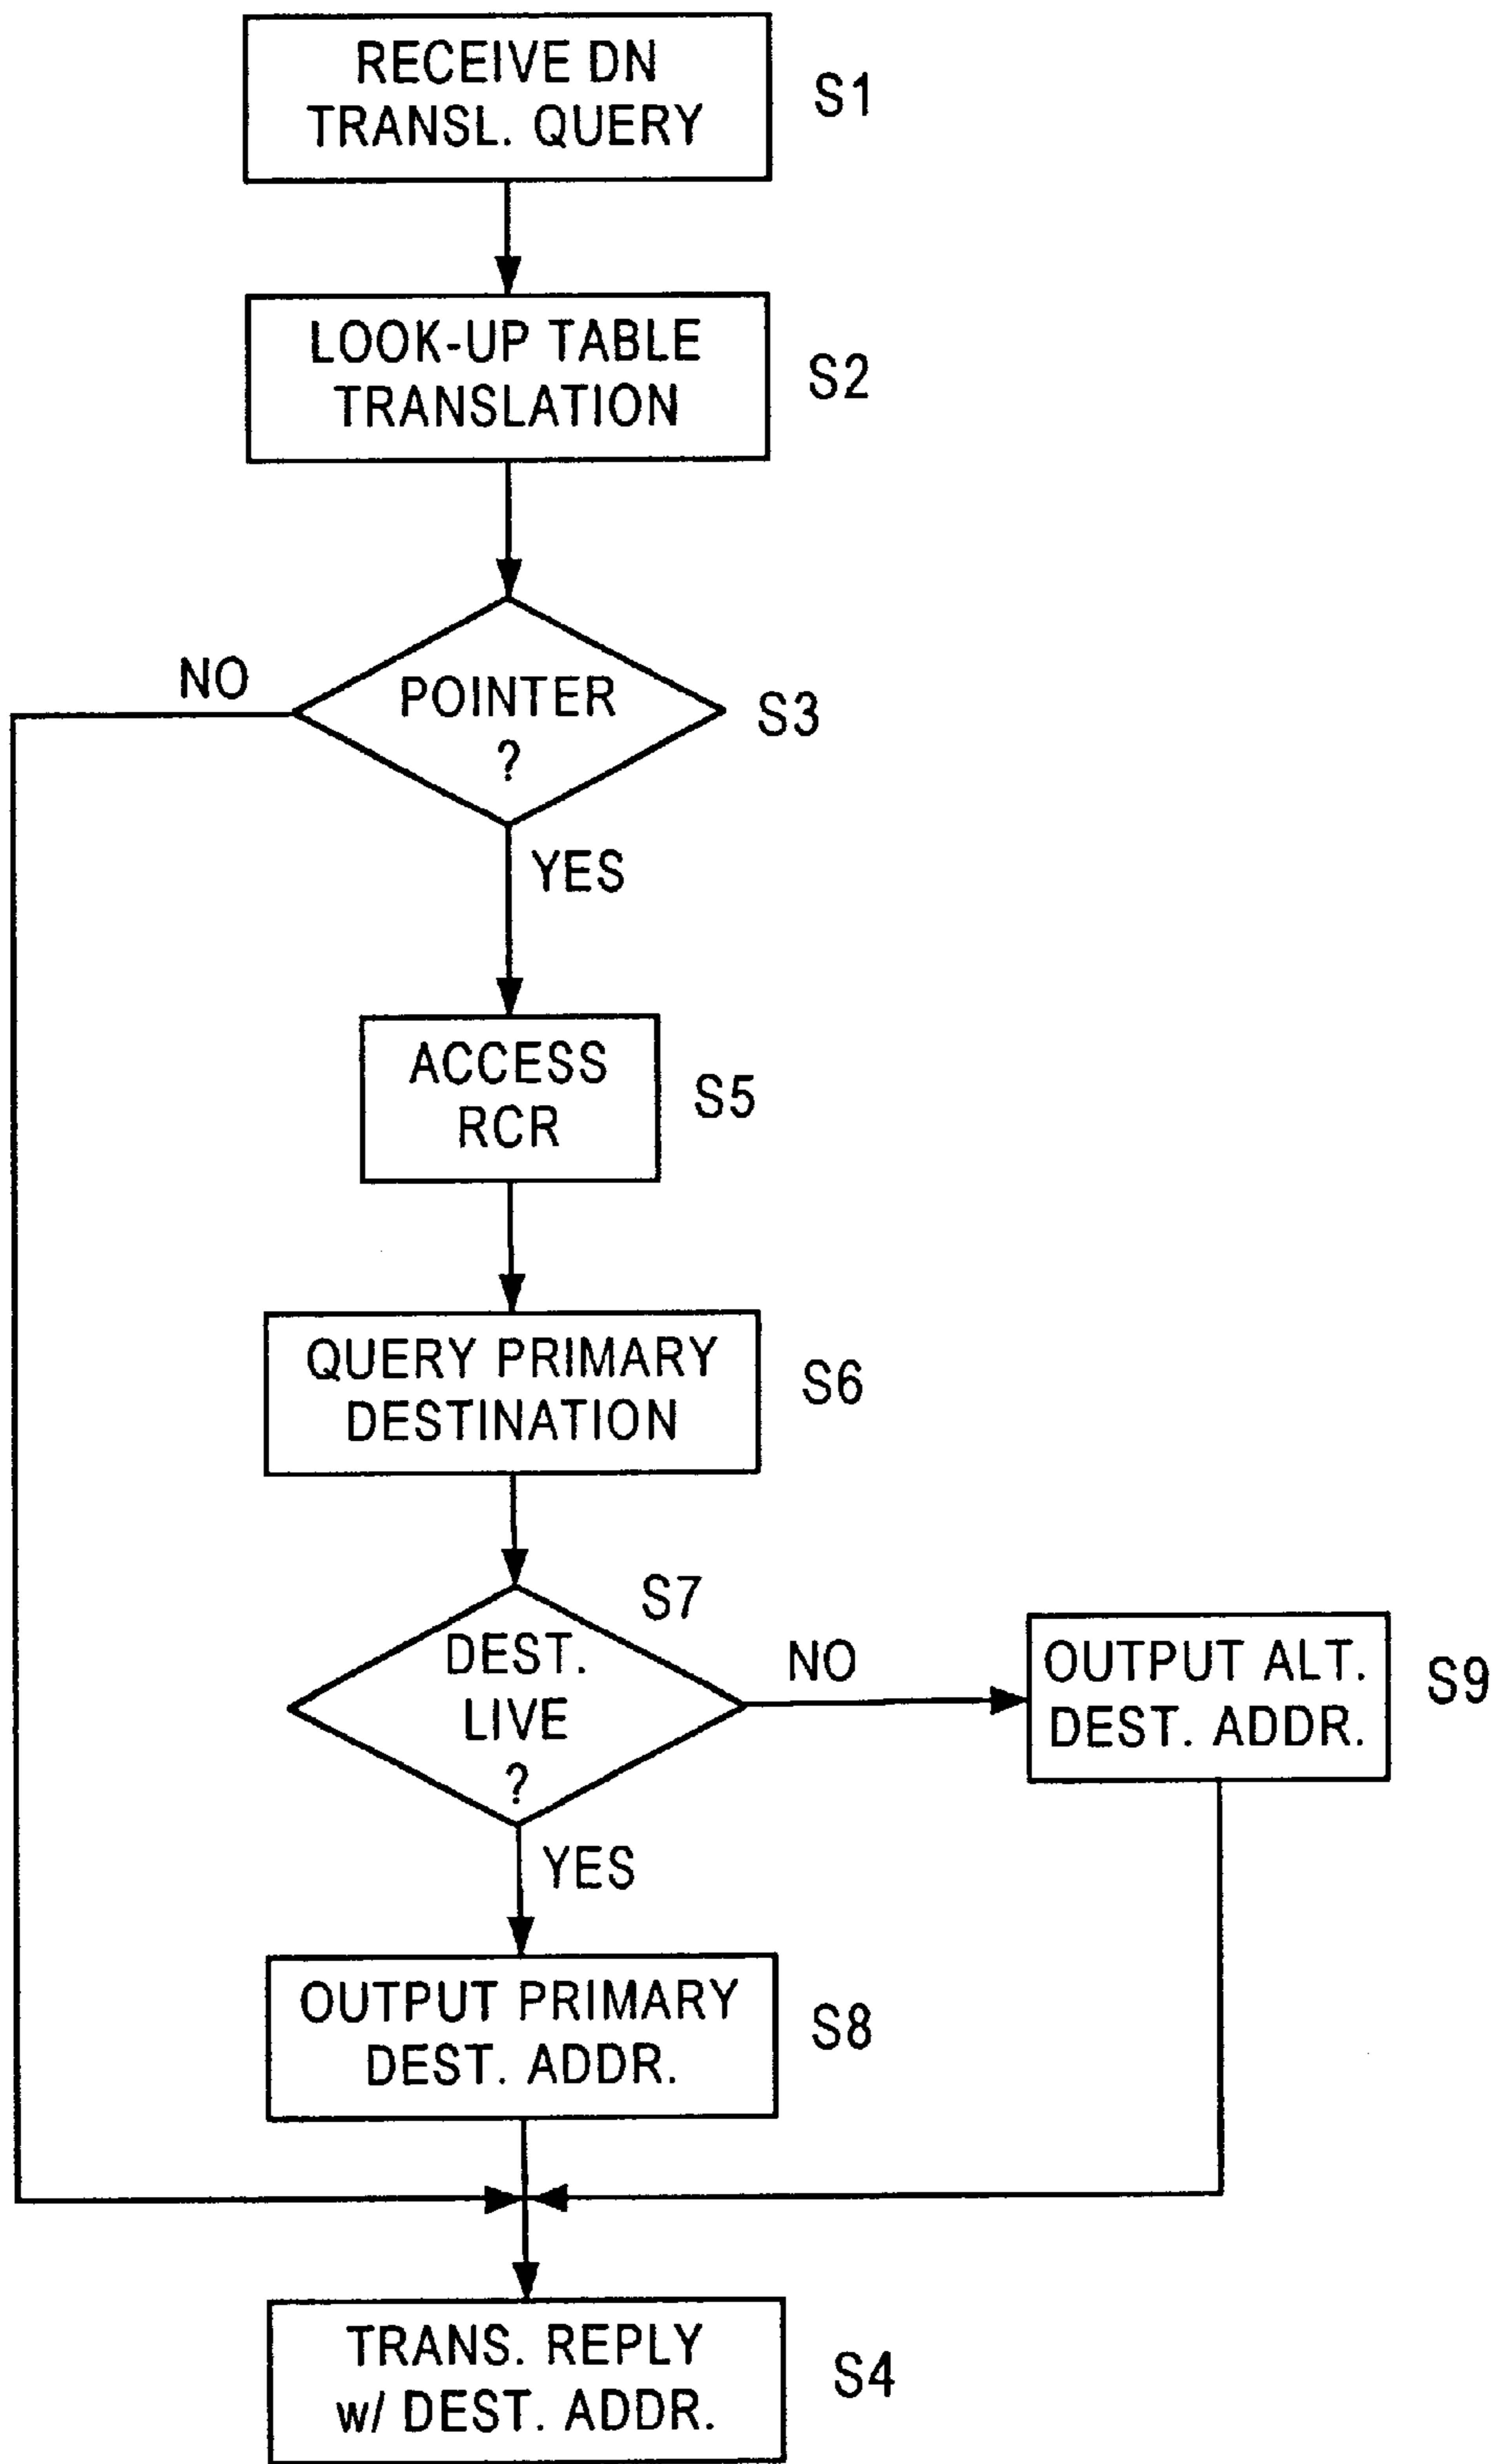 RECEIVE DN
TRANSL. QUERY
S1
LOOK-UP TABLE
TRANSLATION
S2
NO
POINTER
?
S3
YES
ACCESS
RCR
S5
QUERY PRIMARY
DESTINATION
S6
S7
DEST.
LIVE
?
NO
OUTPUT ALT.
DEST. ADDR.
S9
YES
OUTPUT PRIMARY
DEST. ADDR.
S8
TRANS. REPLY
w/ DEST. ADDR.
S4